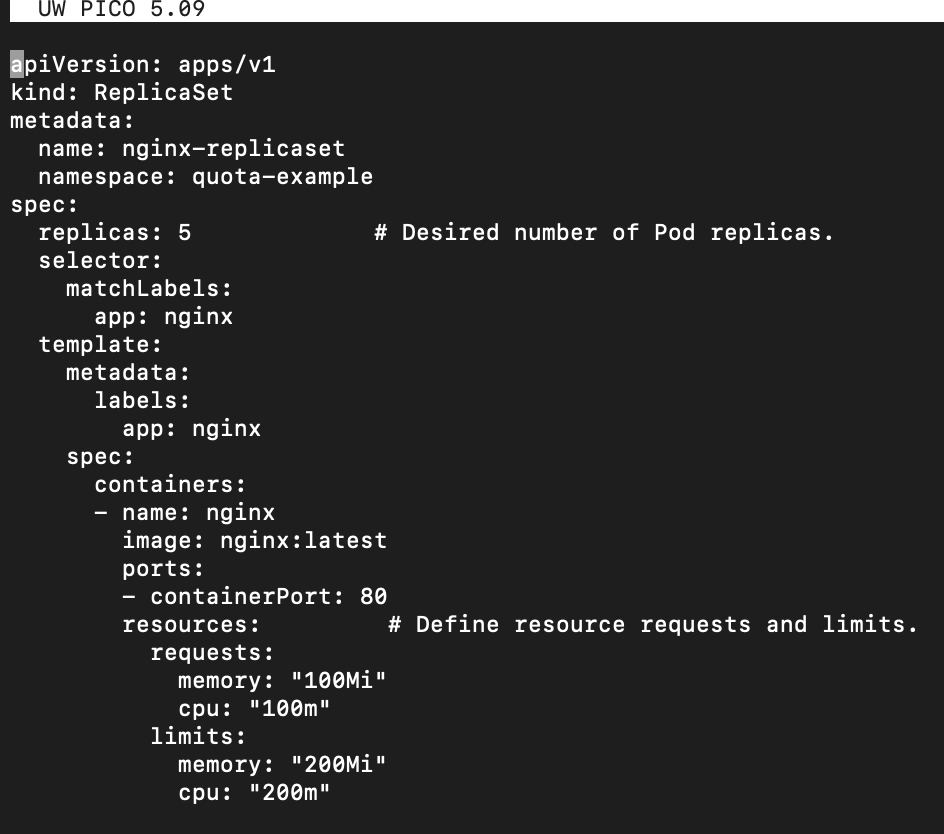 UW PICO 5.09
apiVersion: apps/v1
kind: ReplicaSet
metadata:
  name: nginx-replicaset
  namespace: quota-example
spec:
  replicas: 5             # Desired number of Pod replicas.
  selector:
    matchLabels:
      app: nginx
  template:
    metadata:
      labels:
        app: nginx
    spec:
      containers:
      - name: nginx
        image: nginx:latest
        ports:
        - containerPort: 80
        resources:         # Define resource requests and limits.
          requests:
            memory: "100Mi"
            cpu: "100m"
          limits:
            memory: "200Mi"
            cpu: "200m"